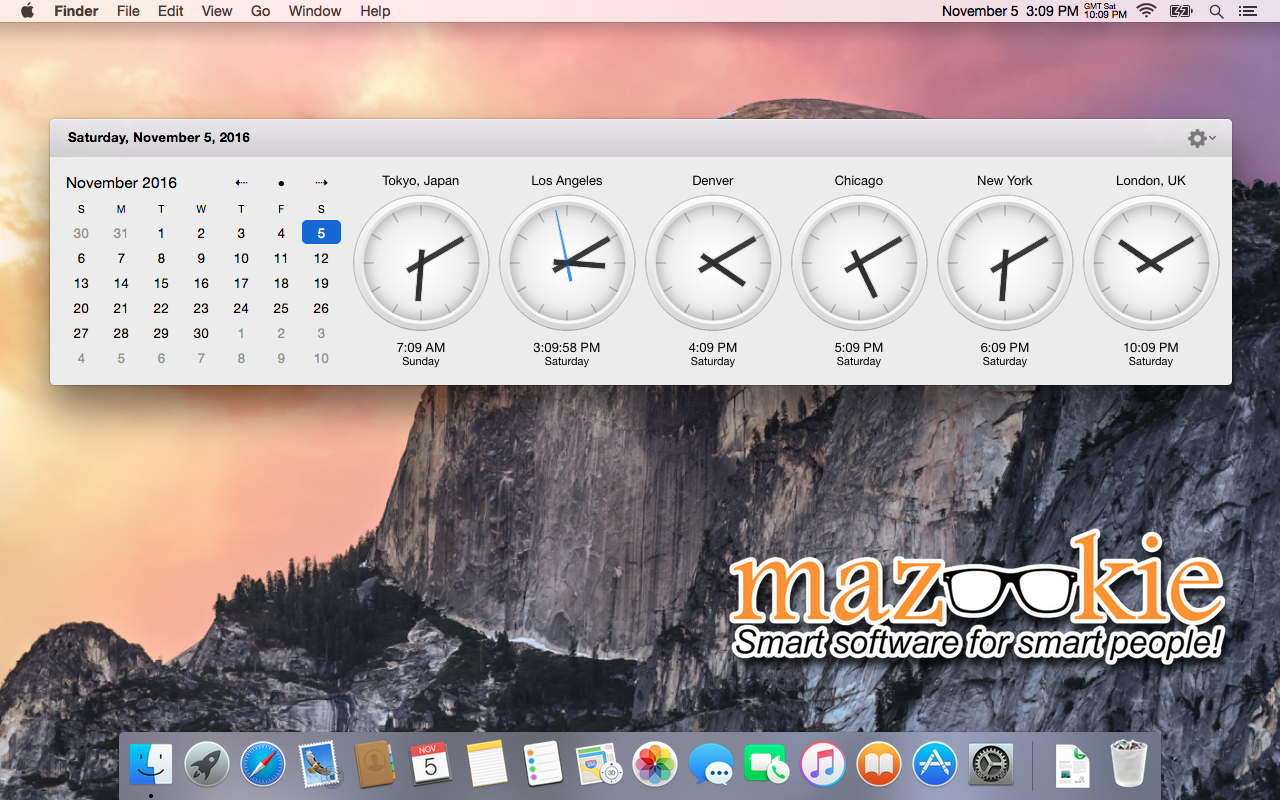 Finder File Edit View Go Window Help November 5 3:09 PM GMT Sat 10:09 PM
Saturday, November 5, 2016
November 2016
S M T W T F S
30 31 1 2 3 4 5
6 7 8 9 10 11 12
13 14 15 16 17 18 19
20 21 22 23 24 25 26
27 28 29 30 1 2 3
4 5 6 7 8 9 10
Tokyo, Japan
7:09 AM
Sunday
Los Angeles
3:09:58 PM
Saturday
Denver
4:09 PM
Saturday
Chicago
5:09 PM
Saturday
New York
6:09 PM
Saturday
London, UK
10:09 PM
Saturday
mazookie
Smart software for smart people!
NOV
5
3D